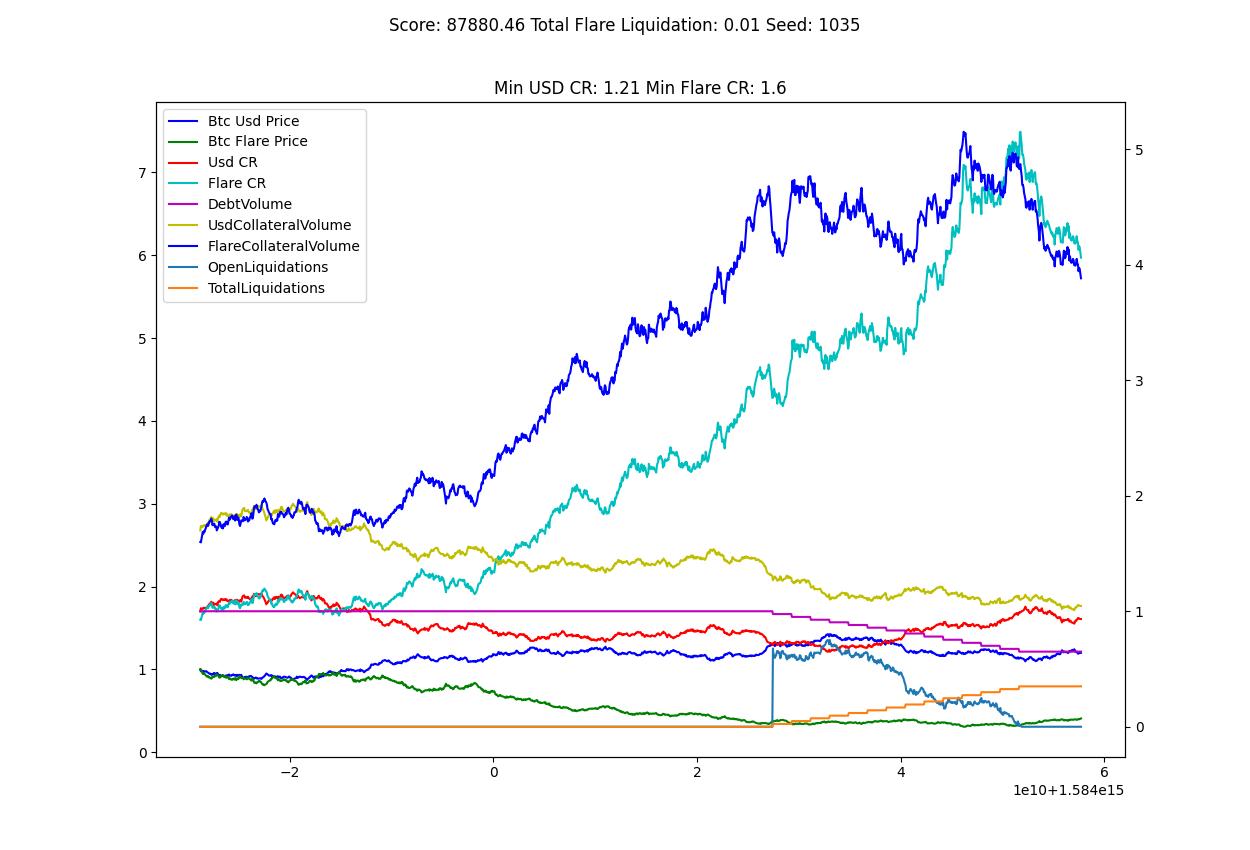 Score: 87880.46 Total Flare Liquidation: 0.01 Seed: 1035
Min USD CR: 1.21 Min Flare CR: 1.6
Btc Usd Price
Btc Flare Price
Usd CR
Flare CR
DebtVolume
UsdCollateralVolume
FlareCollateralVolume
OpenLiquidations
TotalLiquidations
7
6
5
4
3
2
1
0
5
4
3
2
1
0
−2
0
2
4
6
1e10+1.584e15